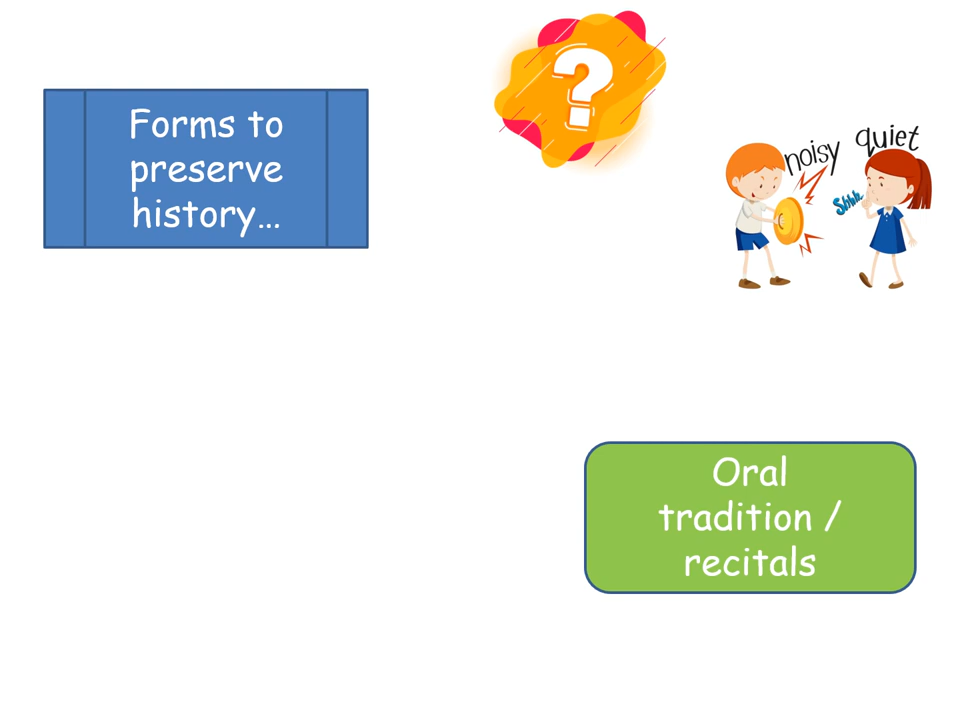 Forms to
preserve
history…
?
noisy quiet
Shhh
Oral
tradition /
recitals